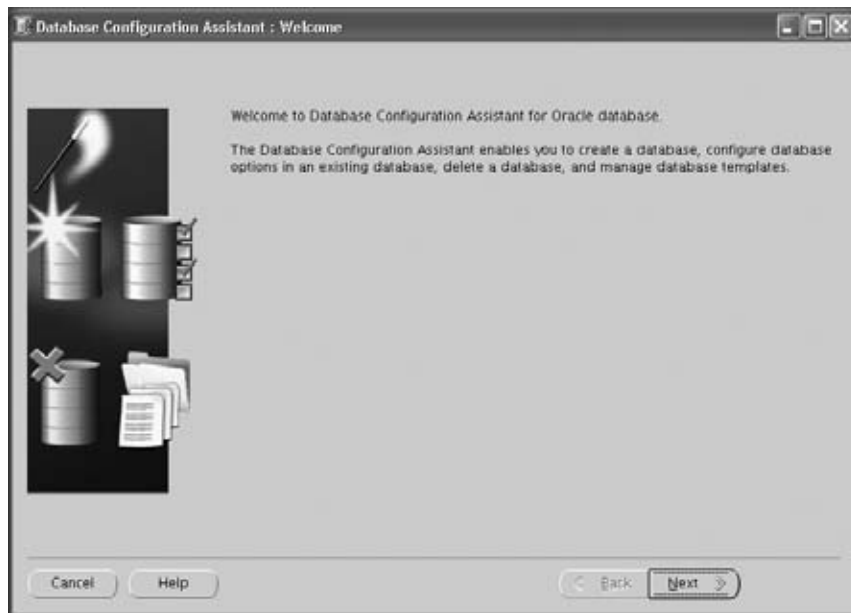 Database Configuration Assistant : Welcome
Welcome to Database Configuration Assistant for Oracle database.
The Database Configuration Assistant enables you to create a database, configure database
options in an existing database, delete a database, and manage database templates.
Cancel
Help
Back
Next